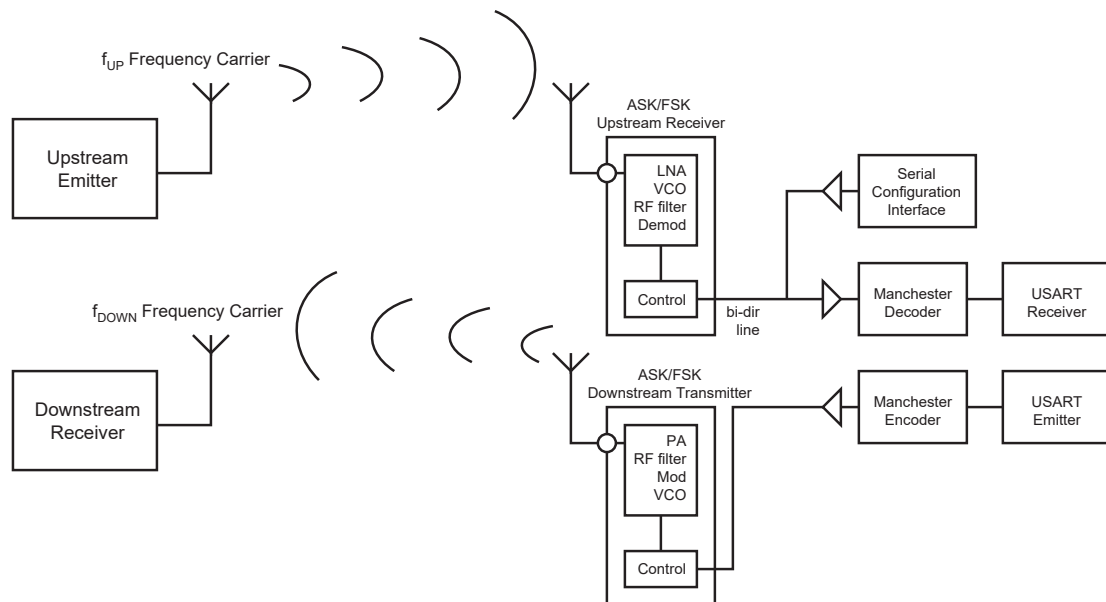 f_UP Frequency Carrier
Upstream
Emitter
ASK/FSK
Upstream Receiver
LNA
VCO
RF filter
Demod
Control
bi-dir
line
Serial
Configuration
Interface
Manchester
Decoder
USART
Receiver
f_DOWN Frequency Carrier
Downstream
Receiver
ASK/FSK
Downstream Transmitter
PA
RF filter
Mod
VCO
Control
Manchester
Encoder
USART
Emitter